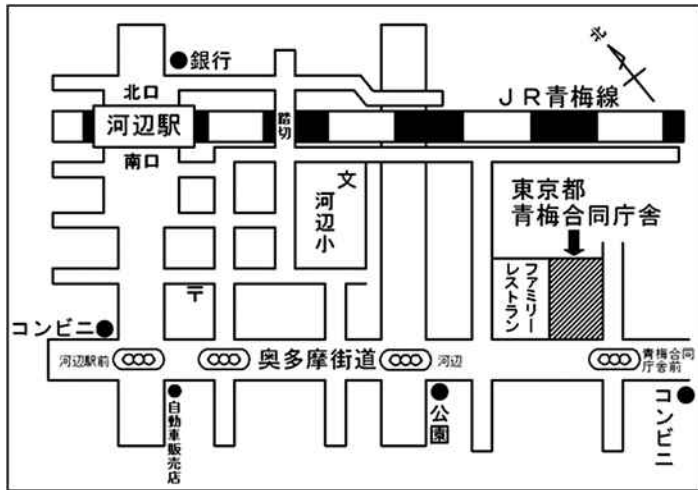 銀行
北
北口
JR青梅線
河辺駅
踏切
南口
文
河辺小
東京都
青梅合同庁舎
ファミリー
レストラン
〒
コンビニ
河辺駅前
奥多摩街道
河辺
青梅合同
庁舎前
自動車販売店
公園
コンビニ